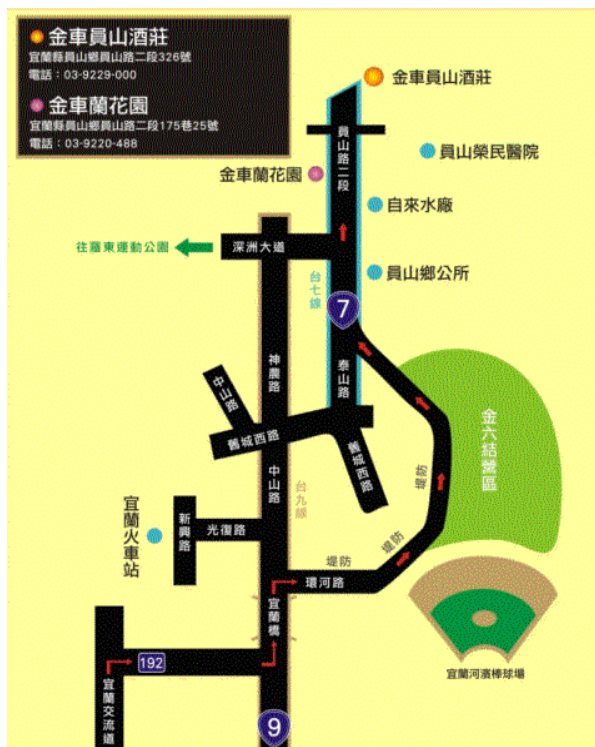 金車員山酒莊
宜蘭縣員山鄉員山路二段326號
電話：03-9229-000
金車蘭花園
宜蘭縣員山鄉員山路二段175巷25號
電話：03-9220-488
金車員山酒莊
員山路二段
員山榮民醫院
金車蘭花園
自來水廠
往羅東運動公園
深洲大道
台七線
員山鄉公所
7
神農路
泰山路
中山路
舊城西路
舊城西路
金六結營區
中山路
台九線
堤防
宜蘭火車站
新興路
光復路
堤防
堤防
環河路
宜蘭橋
192
宜蘭河濱棒球場
宜蘭交流道
9